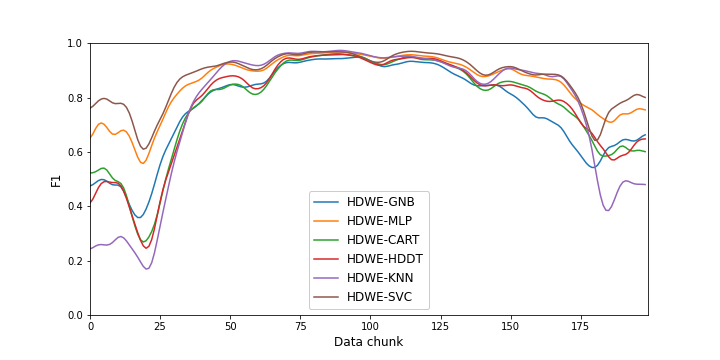 1.0
0.8
0.6
0.4
0.2
0.0
F1
HDWE-GNB
HDWE-MLP
HDWE-CART
HDWE-HDDT
HDWE-KNN
HDWE-SVC
0 25 50 75 100 125 150 175
Data chunk